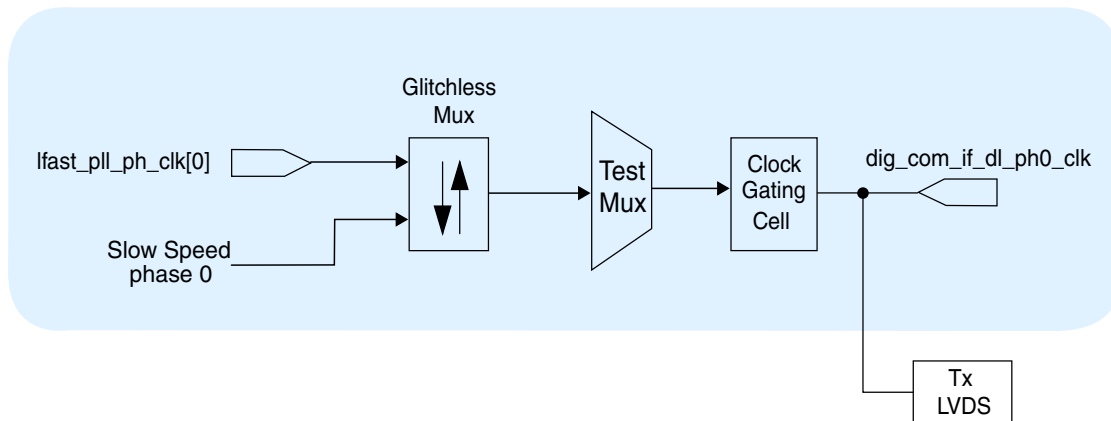 Glitchless
Mux
lfast_pll_ph_clk[0]
Slow Speed
phase 0
Test
Mux
Clock
Gating
Cell
dig_com_if_dl_ph0_clk
Tx
LVDS